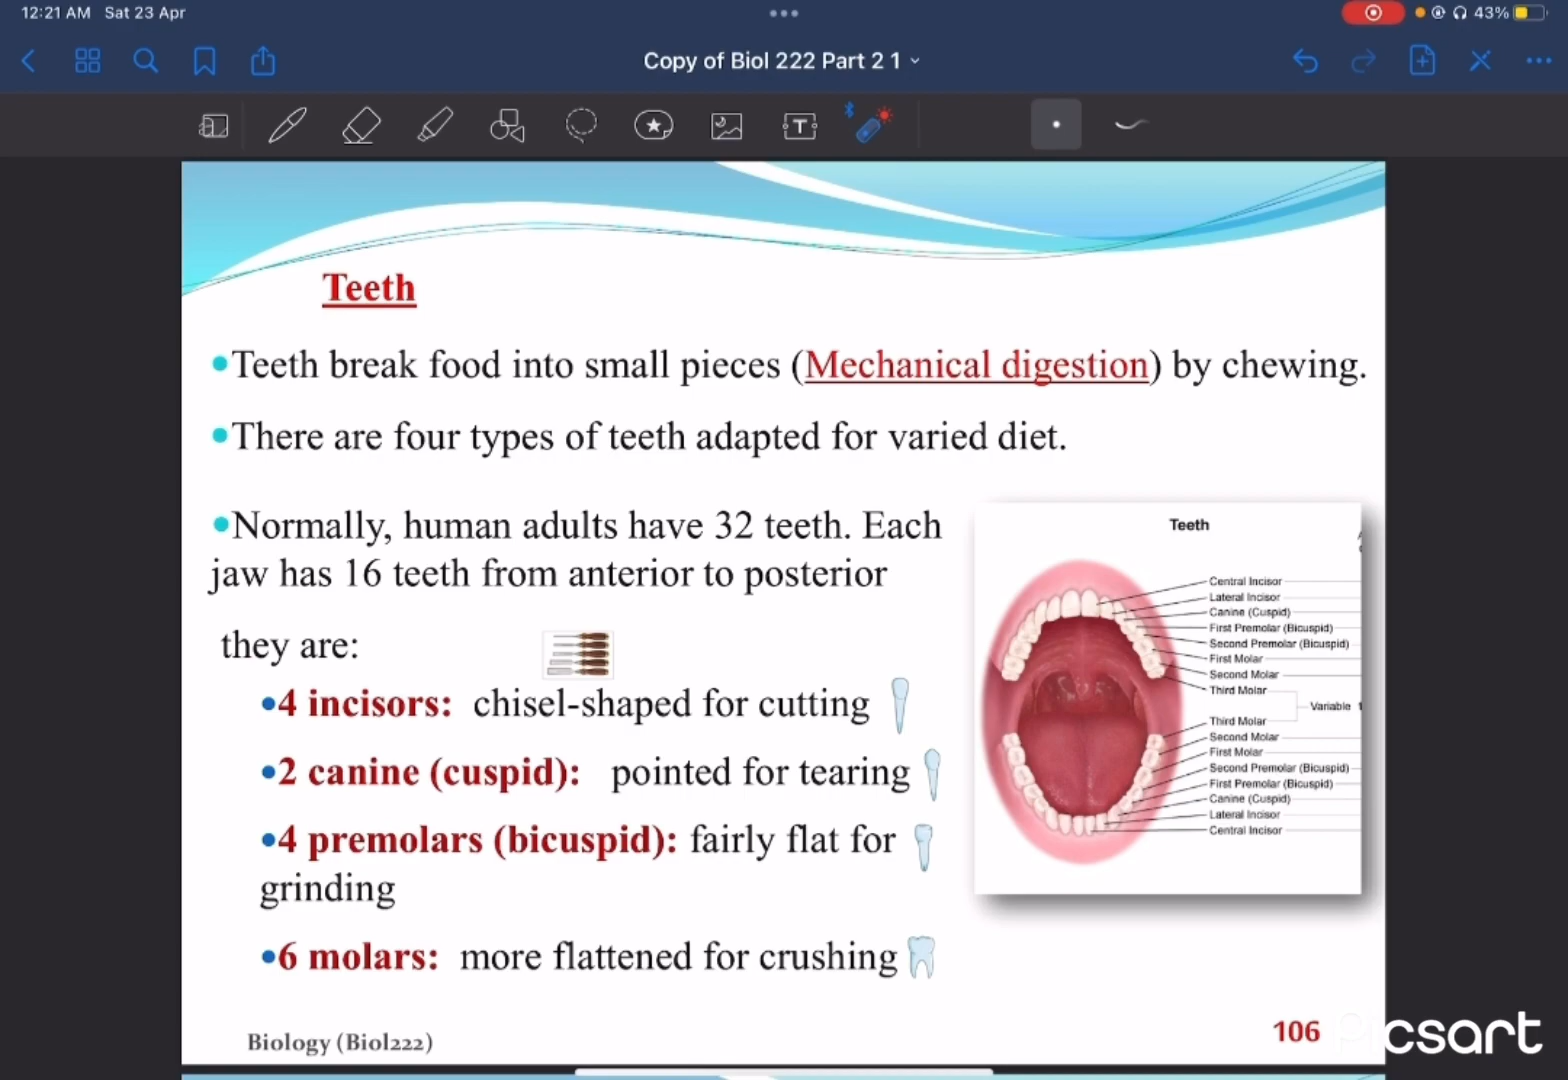 12:21 AM Sat 23 Apr
43%
Copy of Biol 222 Part 2 1
T
Teeth
•Teeth break food into small pieces (Mechanical digestion) by chewing.
•There are four types of teeth adapted for varied diet.
•Normally, human adults have 32 teeth. Each
jaw has 16 teeth from anterior to posterior
they are:
•4 incisors: chisel-shaped for cutting
•2 canine (cuspid): pointed for tearing
•4 premolars (bicuspid): fairly flat for
grinding
•6 molars: more flattened for crushing
Teeth
Central Incisor
Lateral Incisor
Canine (Cuspid)
First Premolar (Bicuspid)
Second Premolar (Bicuspid)
First Molar
Second Molar
Third Molar
Variable
Third Molar
Second Molar
First Molar
Second Premolar (Bicuspid)
First Premolar (Bicuspid)
Canine (Cuspid)
Lateral Incisor
Central Incisor
Biology (Biol222)
106
Picsart